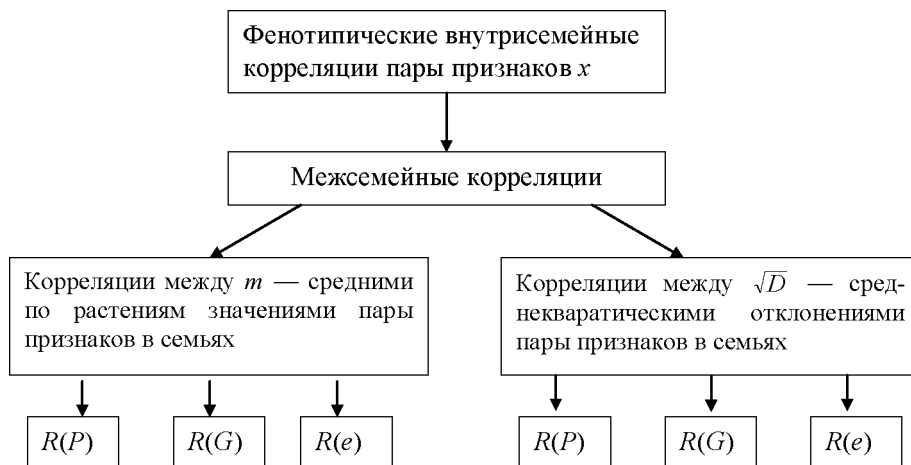 Фенотипические внутрисемейные
корреляции пары признаков x
Межсемейные корреляции
Корреляции между m — средними
по растениям значениями пары
признаков в семьях
Корреляции между √D — сред-
неквaратическими отклонениями
пары признаков в семьях
R(P)
R(G)
R(e)
R(P)
R(G)
R(e)